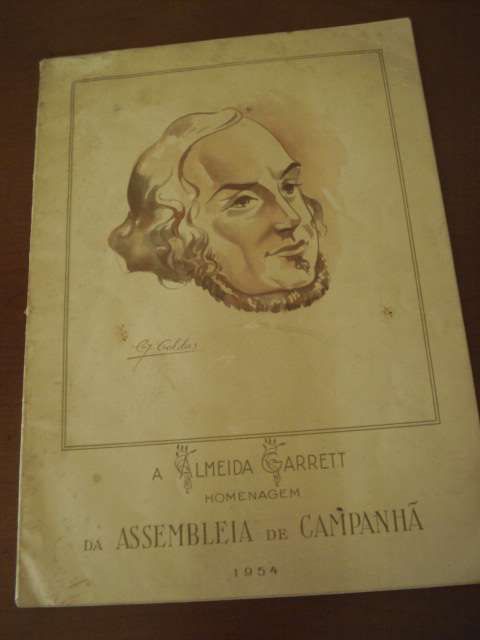 A ALMEIDA GARRETT
HOMENAGEM
DA ASSEMBLEIA DE CAMPANHÃ
1954